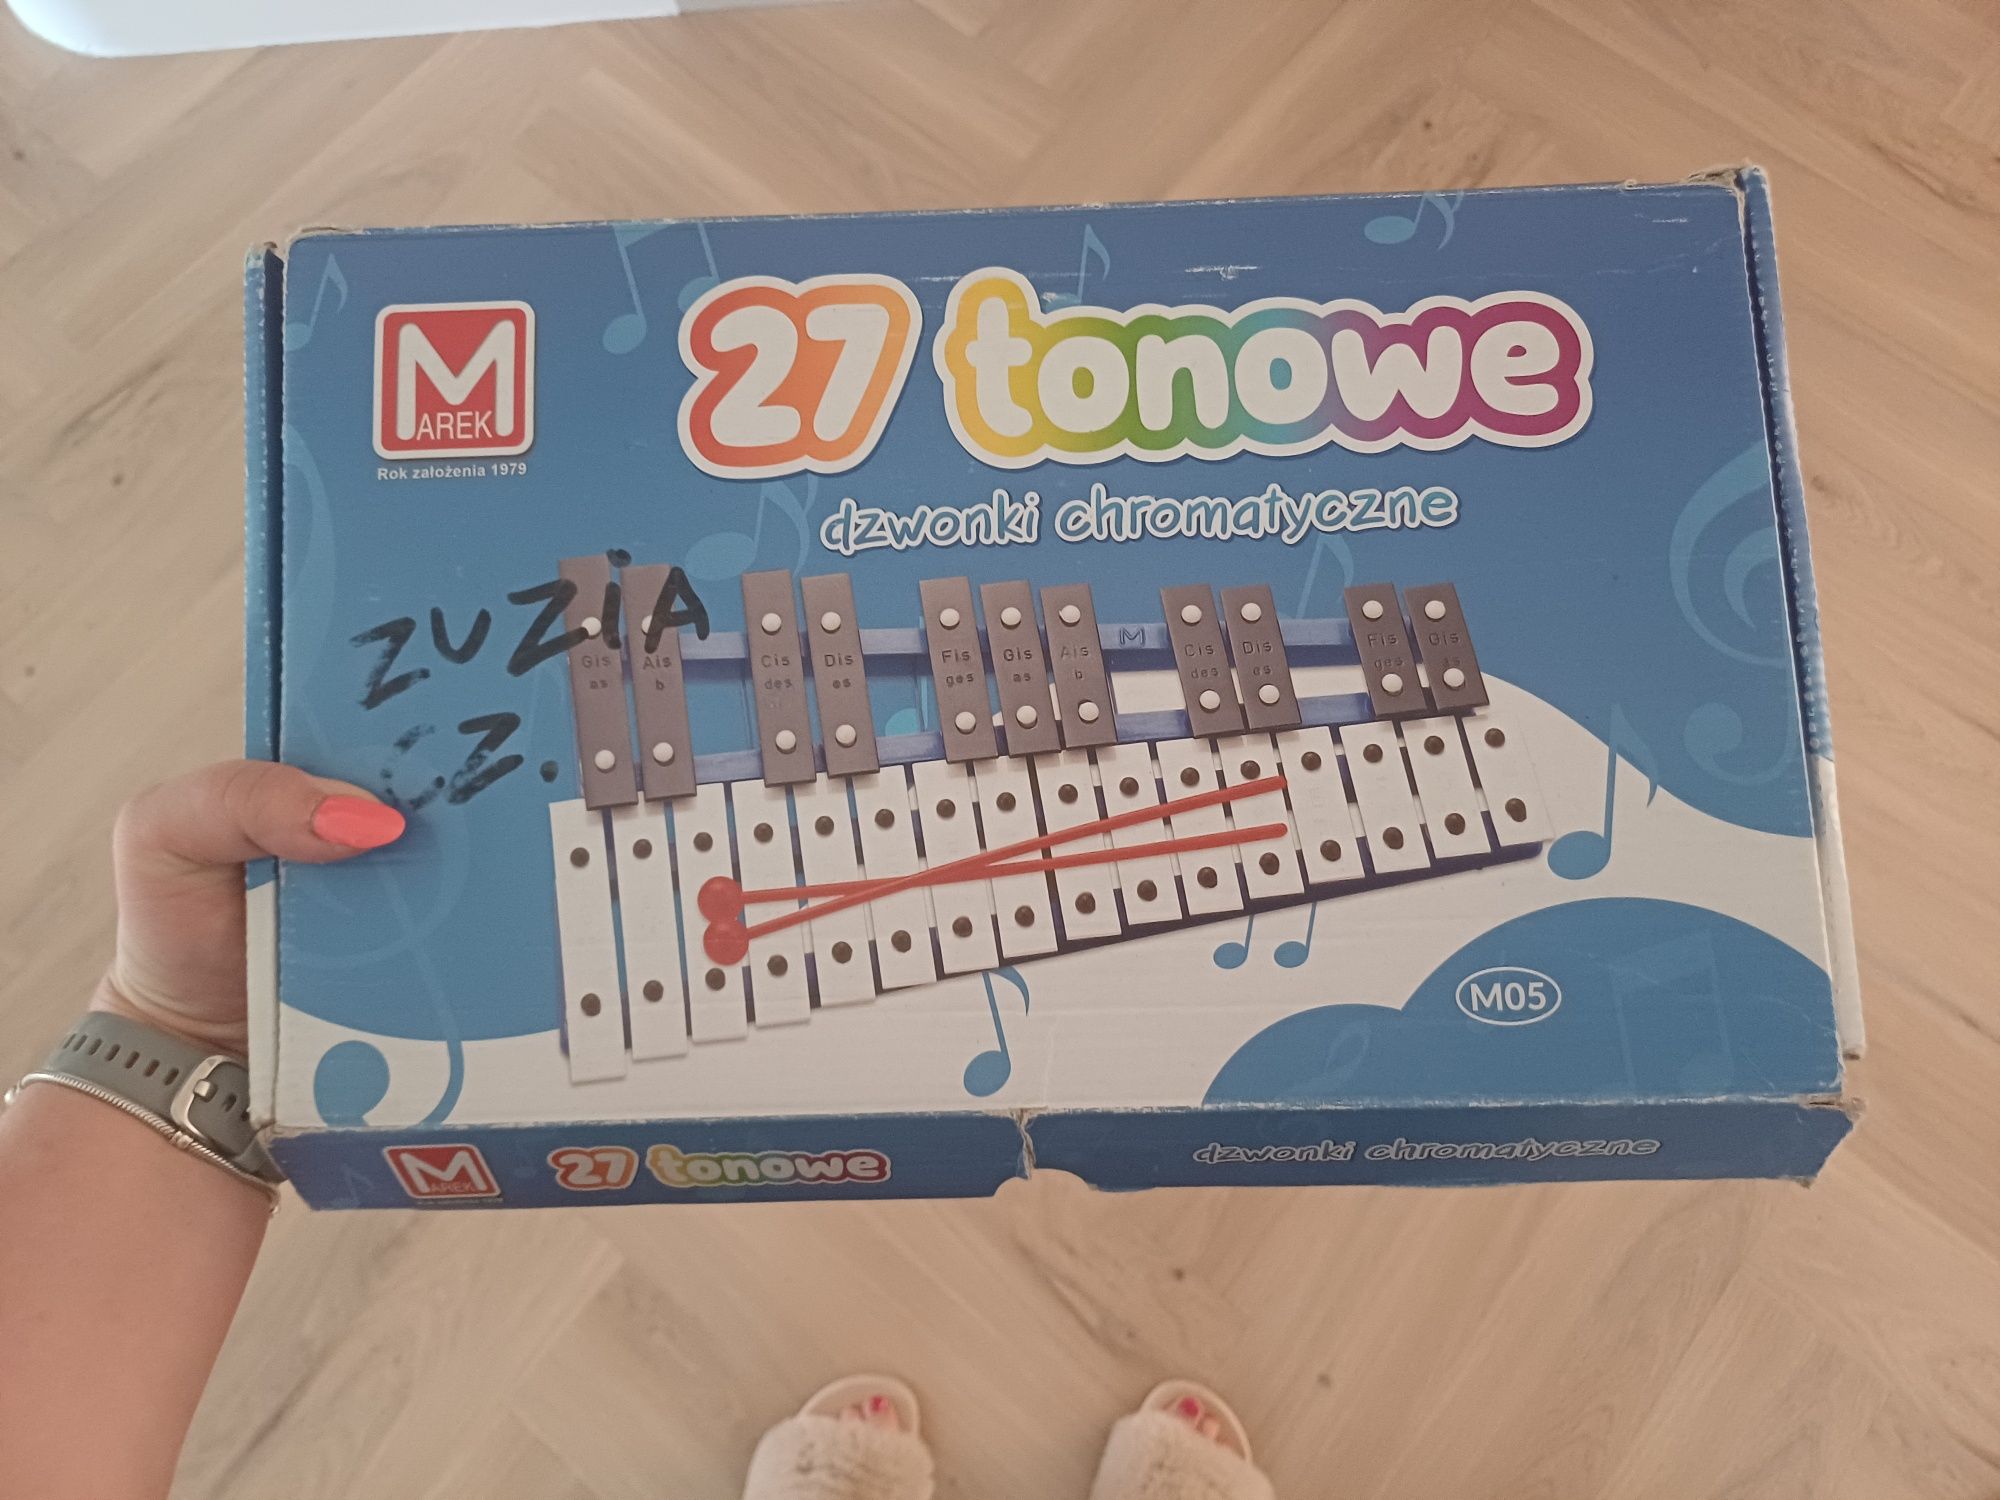 MAREK
Rok założenia 1979
27 tonowe
dzwonki chromatyczne
ZUZIA
CZ.
Gis
as
Ais
b
Cis
des
Dis
es
Fis
ges
Gis
as
Ais
b
M
Cis
des
Dis
es
Fis
ges
Gis
as
M05
MAREK
27 tonowe
dzwonki chromatyczne